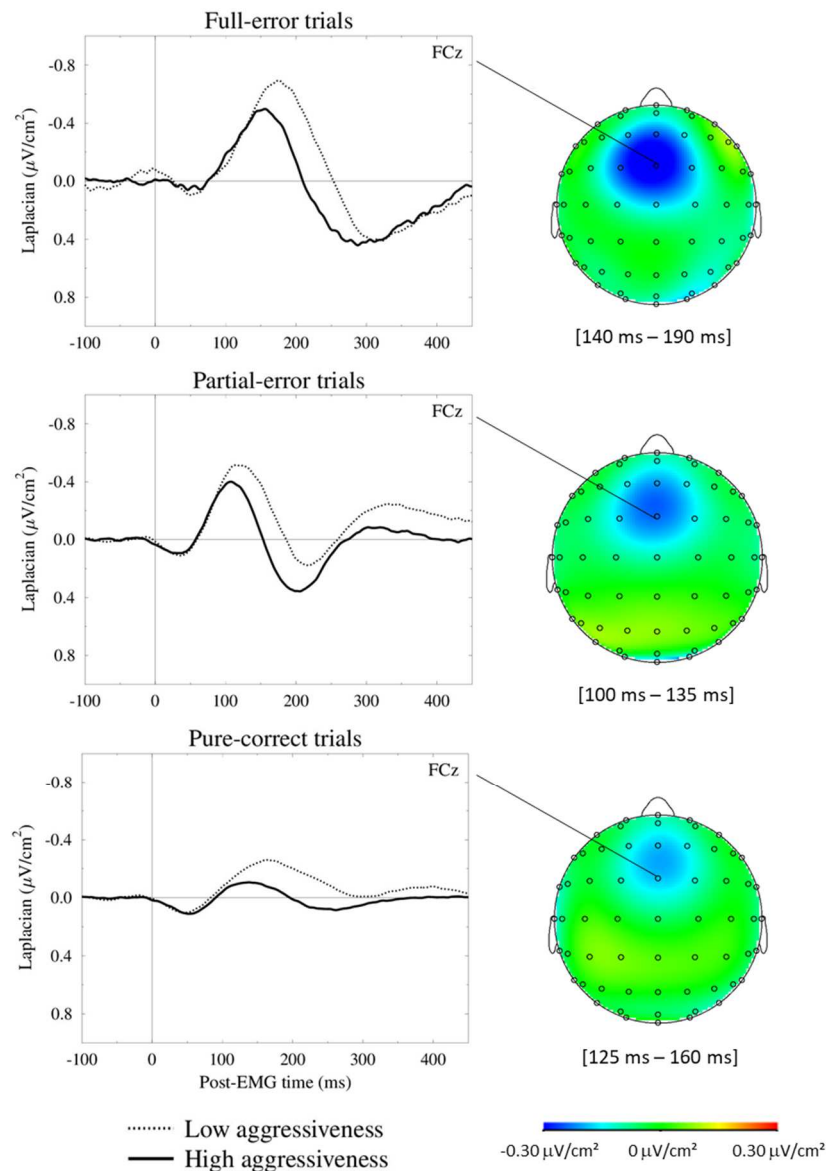 Full-error trials
FCz
Laplacian (μV/cm²)
-0.8
-0.4
0.0
0.4
0.8
-100 0 100 200 300 400
[140 ms – 190 ms]
Partial-error trials
FCz
Laplacian (μV/cm²)
-0.8
-0.4
0.0
0.4
0.8
-100 0 100 200 300 400
[100 ms – 135 ms]
Pure-correct trials
FCz
Laplacian (μV/cm²)
-0.8
-0.4
0.0
0.4
0.8
-100 0 100 200 300 400
Post-EMG time (ms)
[125 ms – 160 ms]
Low aggressiveness
High aggressiveness
-0.30 μV/cm² 0 μV/cm² 0.30 μV/cm²